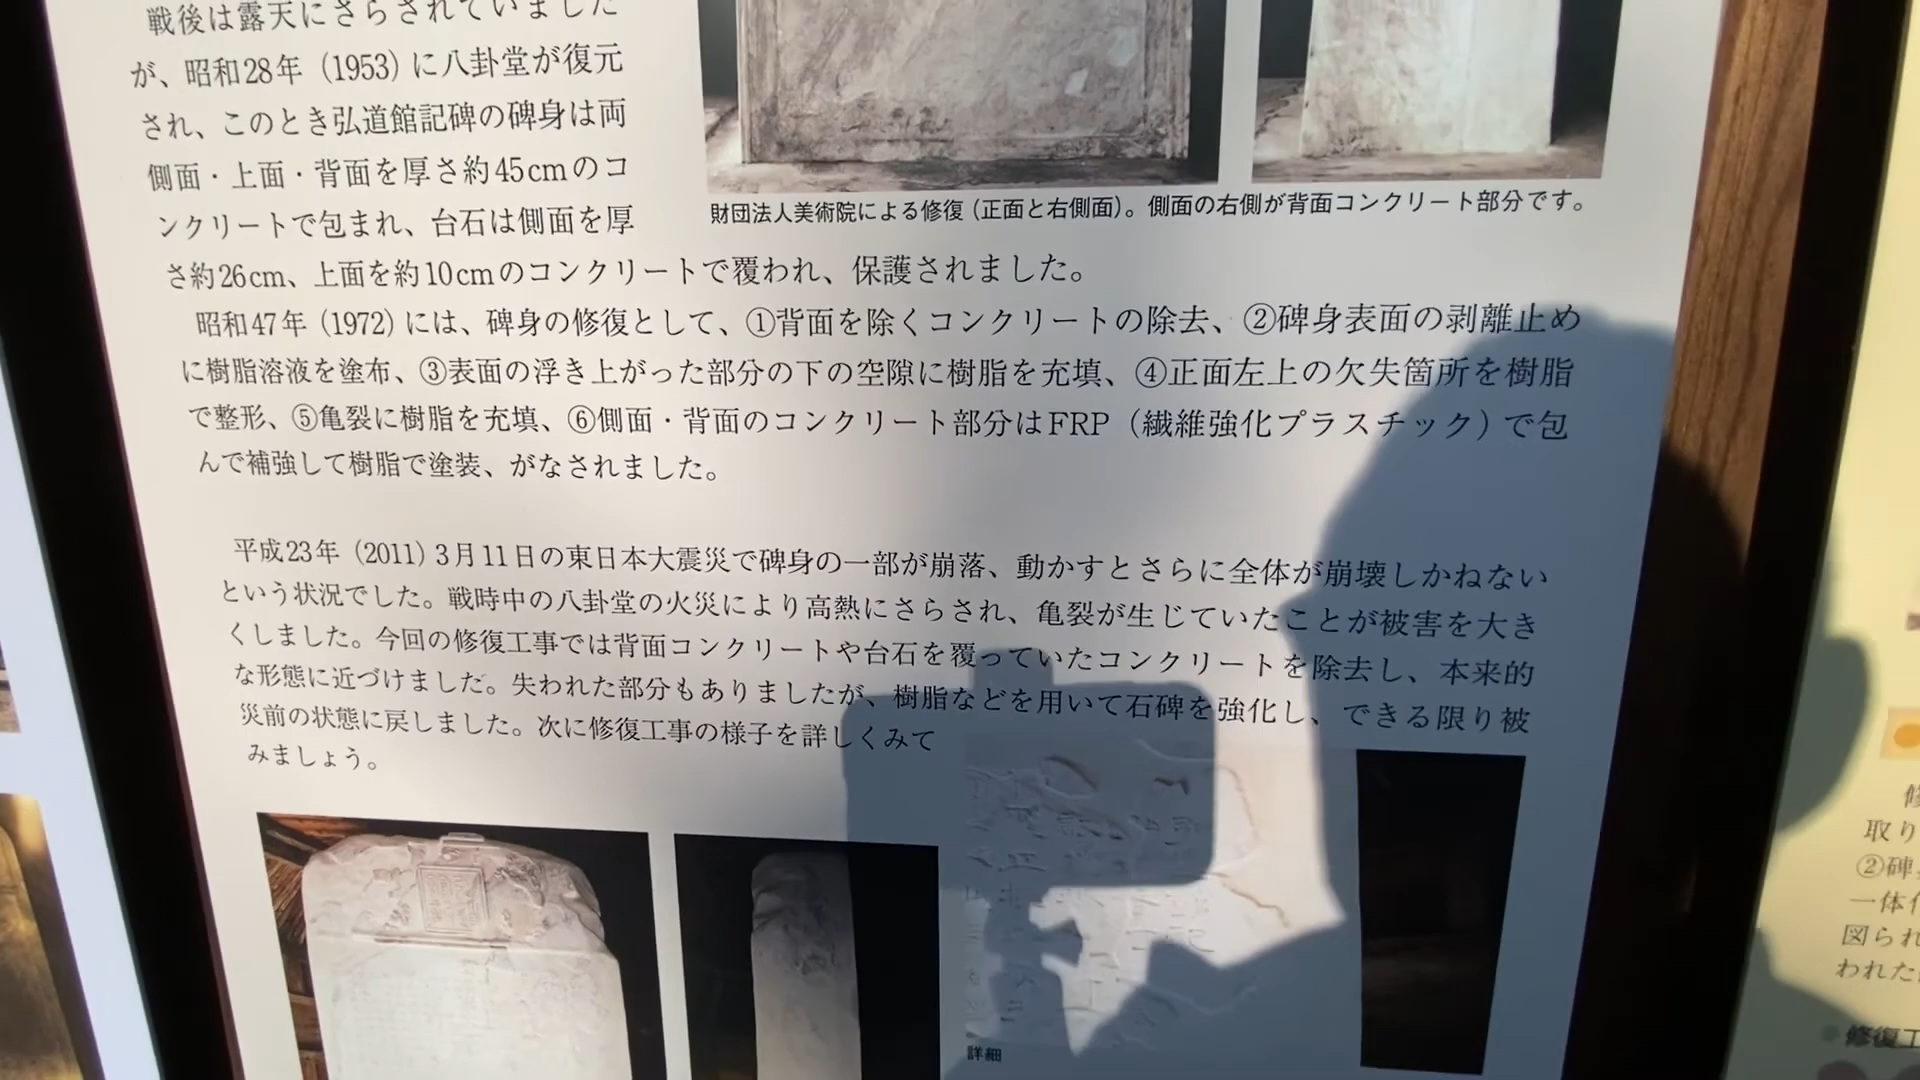 戦後は露天にさらされていました
が、昭和28年（1953）に八卦堂が復元
され、このとき弘道館記碑の碑身は両
側面・上面・背面を厚さ約45cmのコ
ンクリートで包まれ、台石は側面を厚
さ約26cm、上面を約10cmのコンクリートで覆われ、保護されました。
財団法人美術院による修復（正面と右側面）。側面の右側が背面コンクリート部分です。
昭和47年（1972）には、碑身の修復として、①背面を除くコンクリートの除去、②碑身表面の剥離止め
に樹脂溶液を塗布、③表面の浮き上がった部分の下の空隙に樹脂を充填、④正面左上の欠失箇所を樹脂
で整形、⑤亀裂に樹脂を充填、⑥側面・背面のコンクリート部分はFRP（繊維強化プラスチック）で包
んで補強して樹脂で塗装、がなされました。
平成23年（2011）3月11日の東日本大震災で碑身の一部が崩落、動かすとさらに全体が崩壊しかねない
という状況でした。戦時中の八卦堂の火災により高熱にさらされ、亀裂が生じていたことが被害を大き
くしました。今回の修復工事では背面コンクリートや台石を覆っていたコンクリートを除去し、本来的
な形態に近づけました。失われた部分もありましたが、樹脂などを用いて石碑を強化し、できる限り被
災前の状態に戻しました。次に修復工事の様子を詳しくみて
みましょう。
詳細
取り
②碑
一体
図られ
われた
修復工